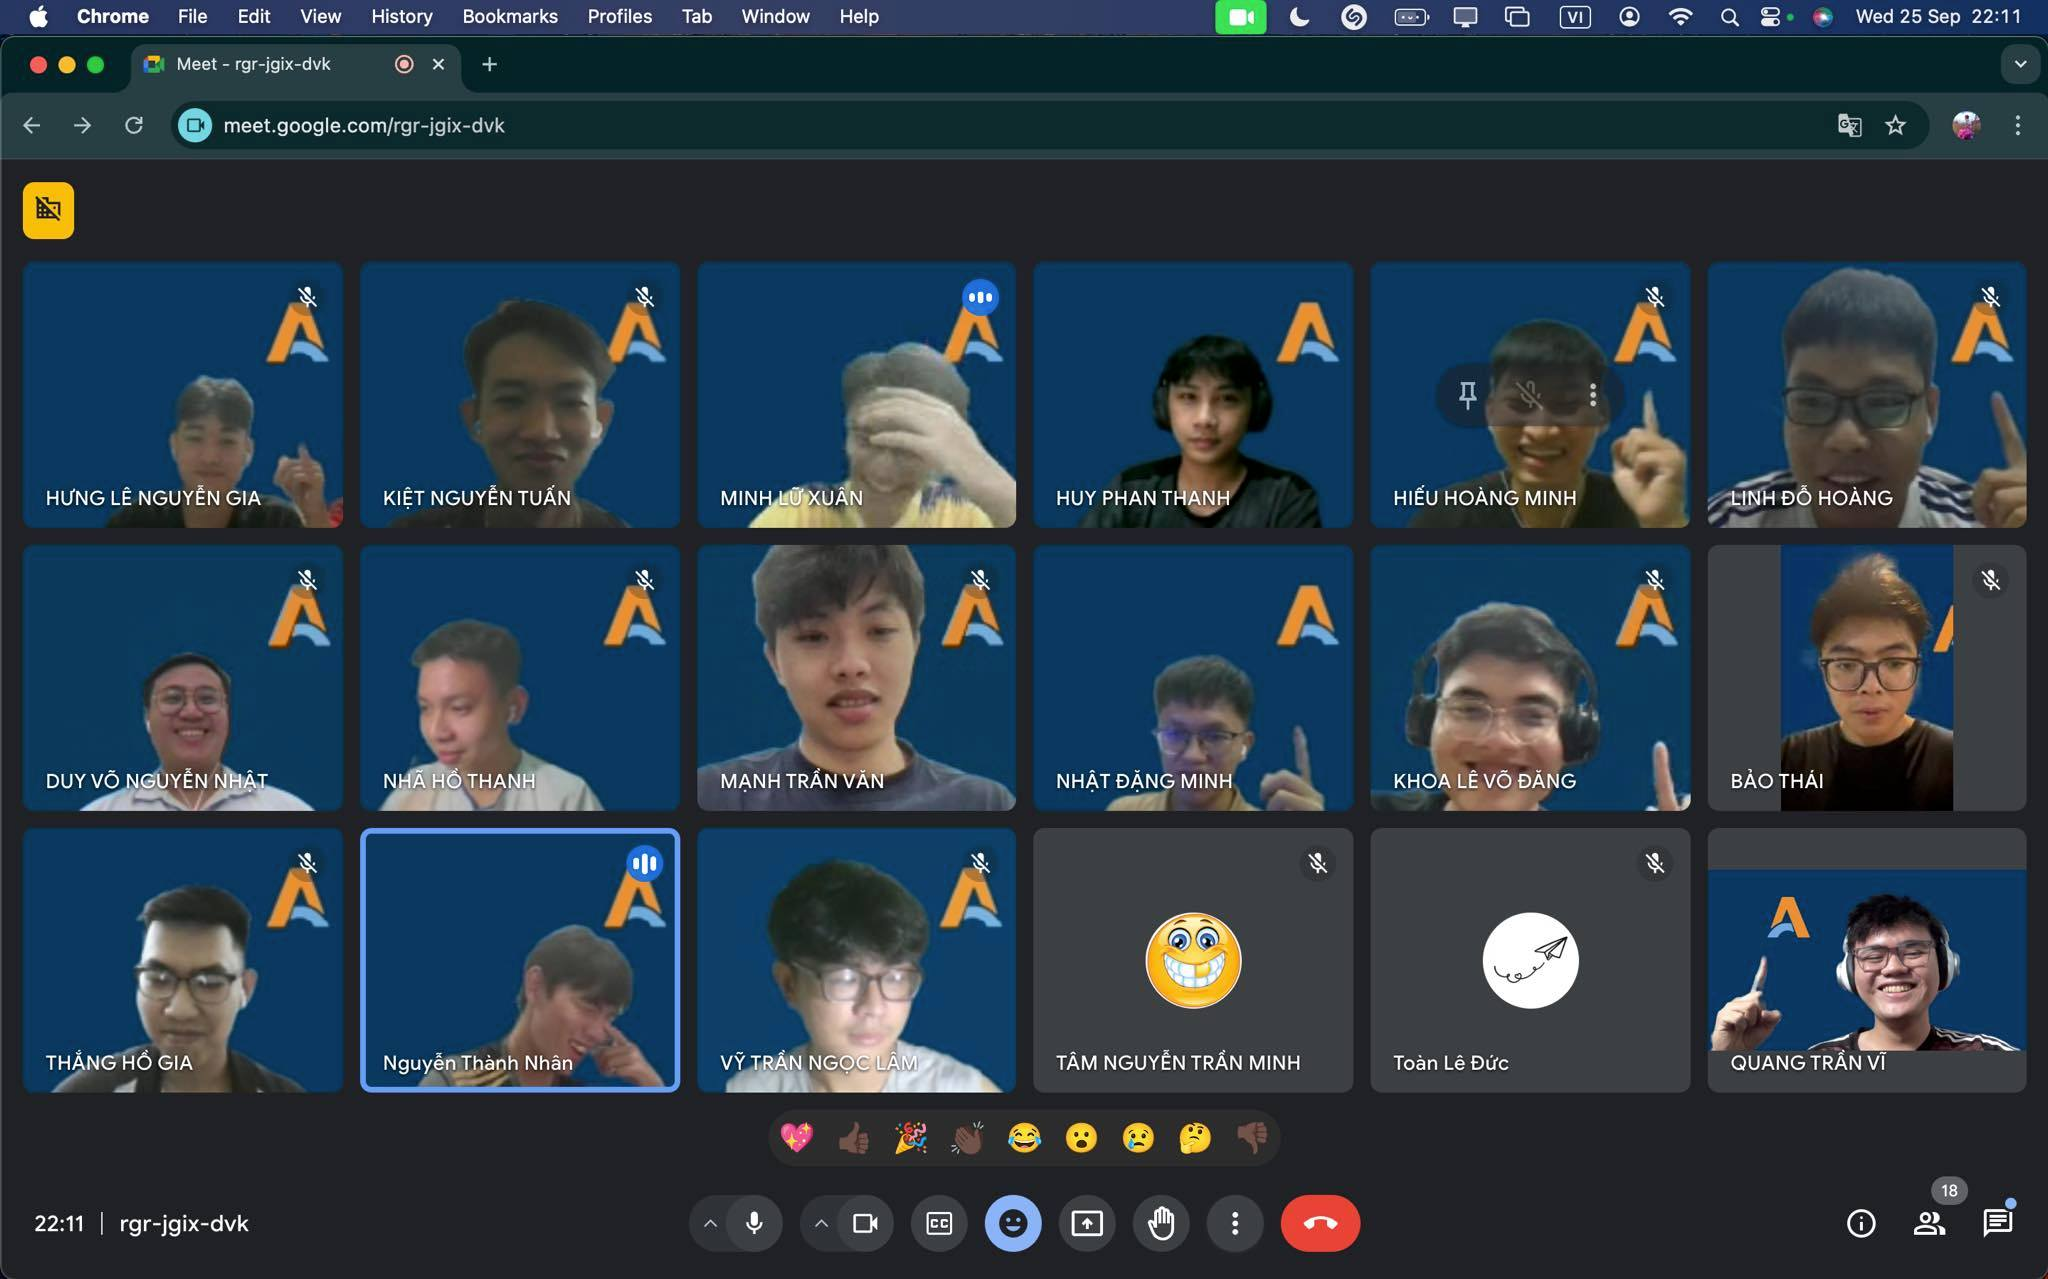 Chrome File Edit View History Bookmarks Profiles Tab Window Help VI Wed 25 Sep 22:11
Meet - rgr-jgix-dvk
meet.google.com/rgr-jgix-dvk
HƯNG LÊ NGUYỄN GIA
KIỆT NGUYỄN TUẤN
MINH LỮ XUÂN
HUY PHAN THANH
HIẾU HOÀNG MINH
LINH ĐỖ HOÀNG
DUY VÕ NGUYỄN NHẬT
NHÃ HỒ THANH
MẠNH TRẦN VĂN
NHẬT ĐẶNG MINH
KHOA LÊ VÕ ĐĂNG
BẢO THÁI
THẮNG HỒ GIA
Nguyễn Thành Nhân
VỸ TRẦN NGỌC LÂM
TÂM NGUYỄN TRẦN MINH
Toàn Lê Đức
QUANG TRẦN VĨ
22:11 | rgr-jgix-dvk
CC
18